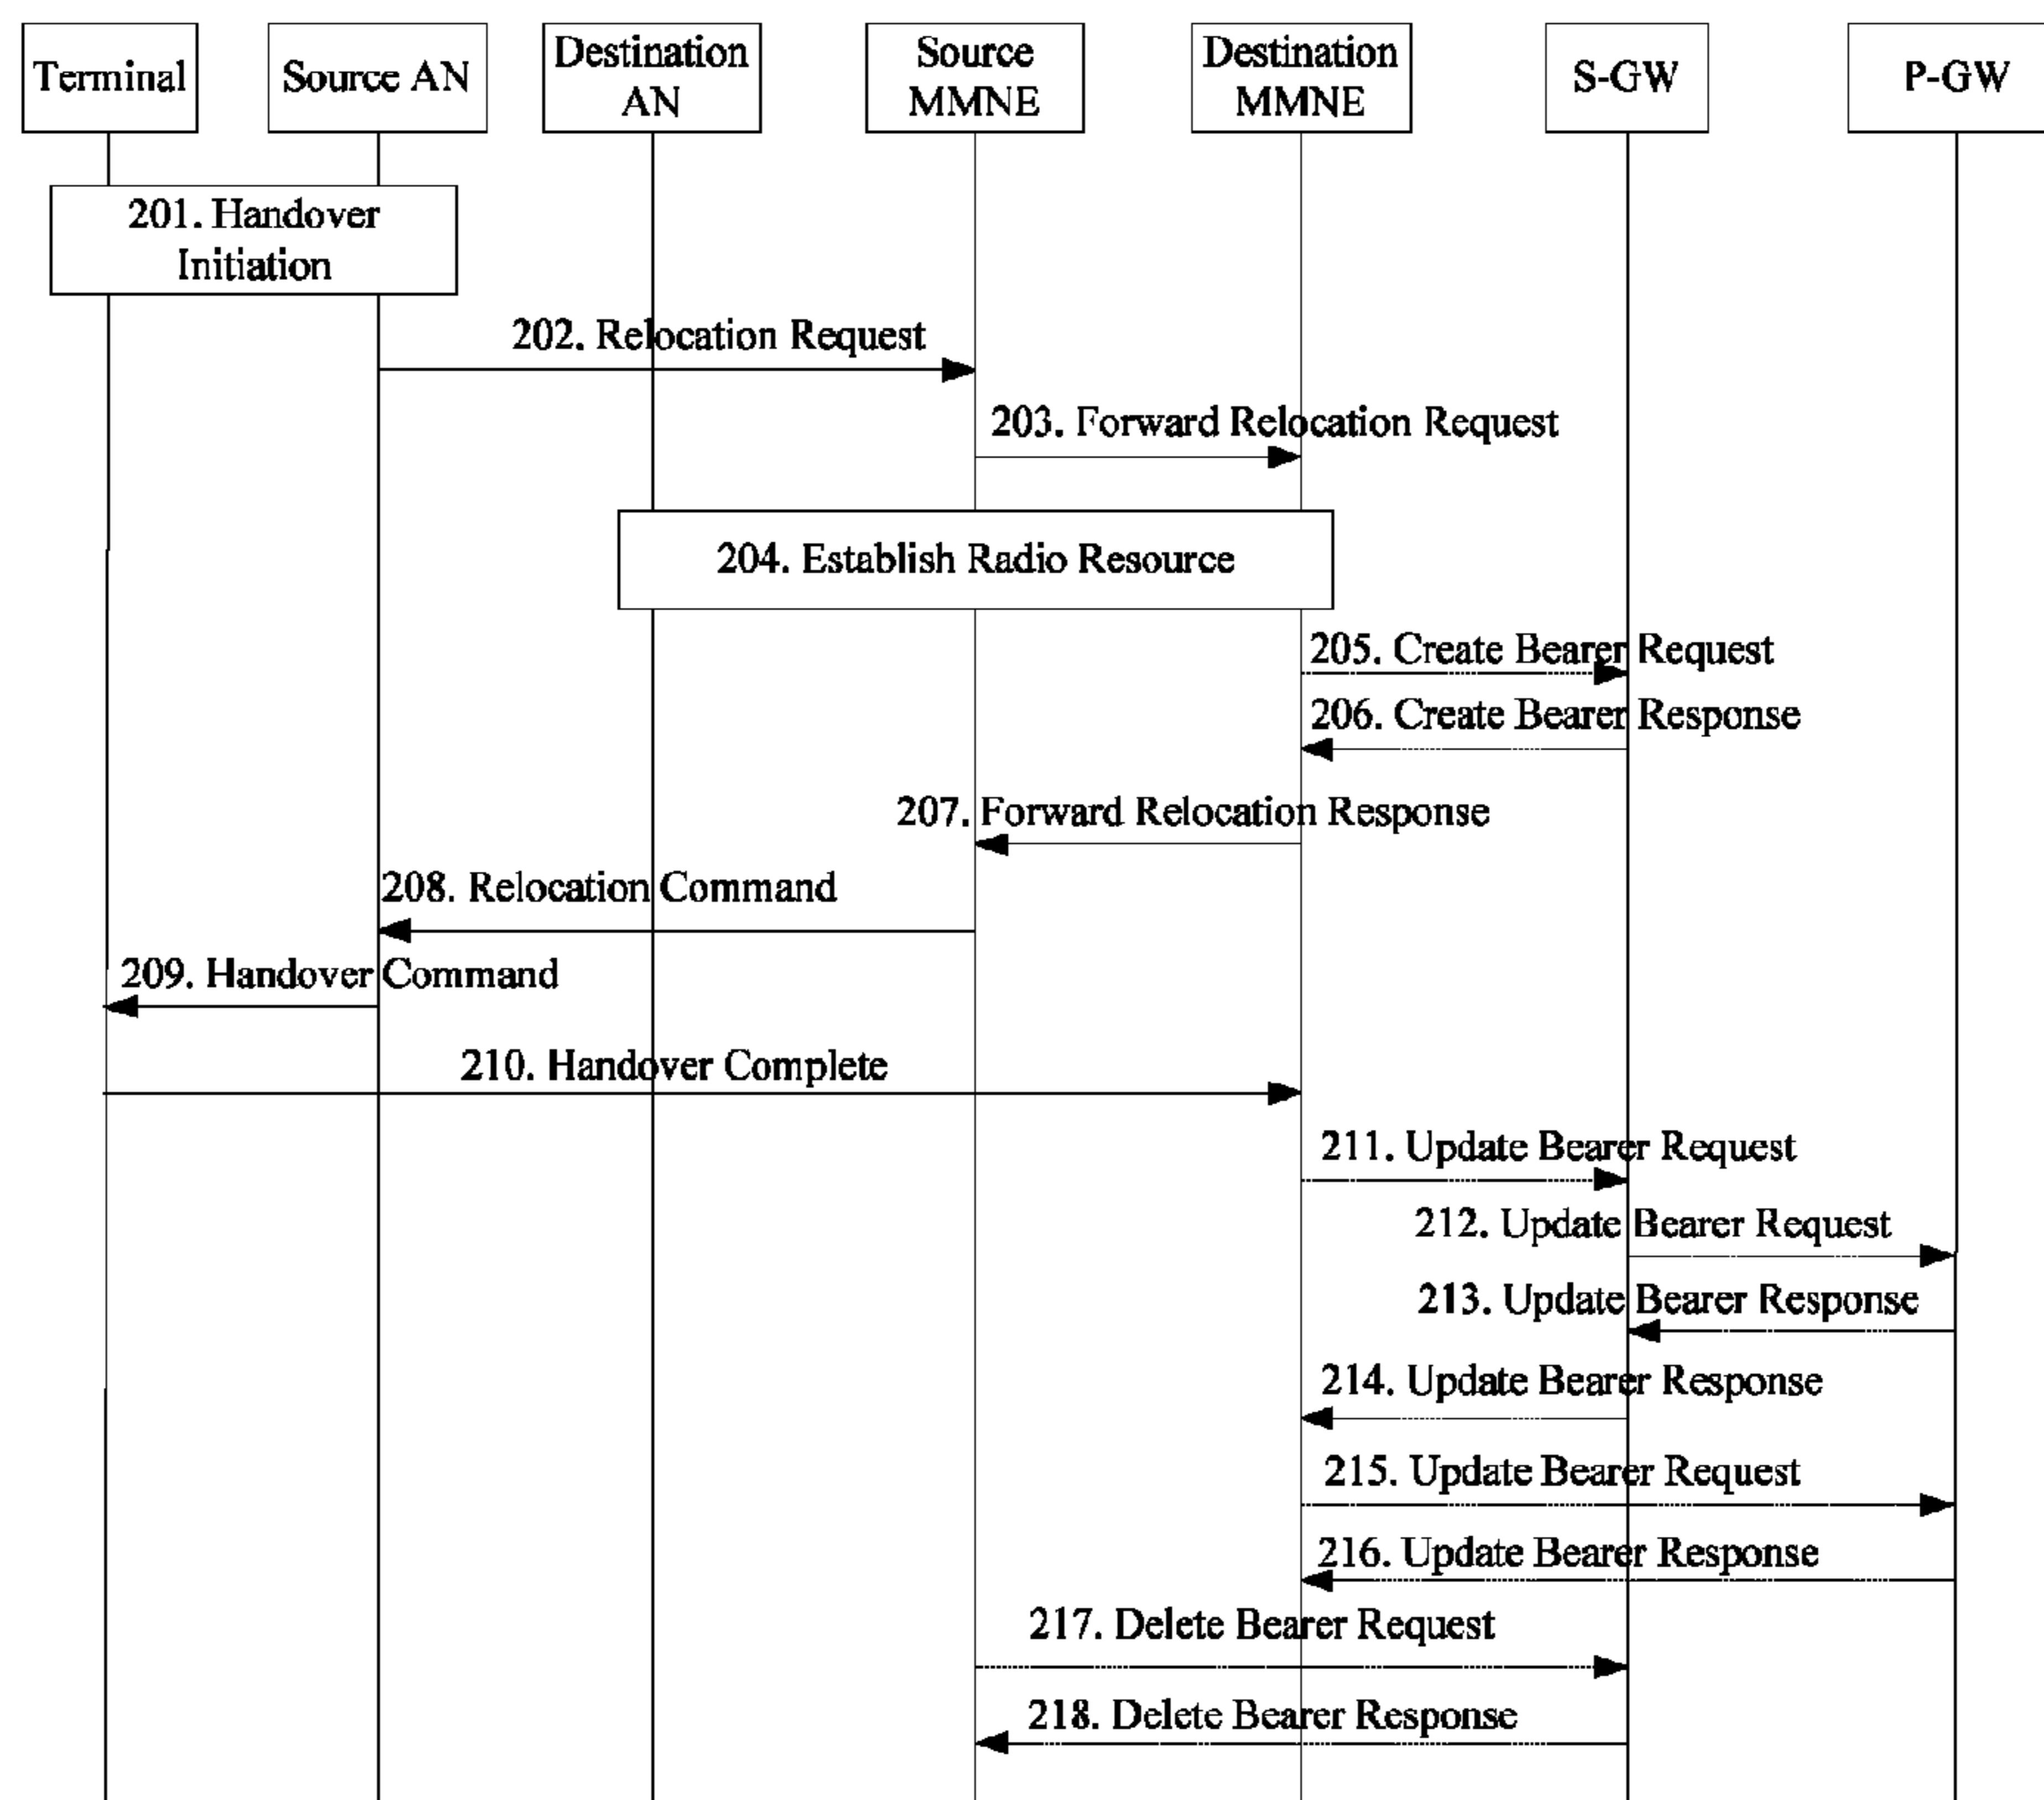 Terminal
Source AN
Destination
AN
Source
MMNE
Destination
MMNE
S-GW
P-GW
201. Handover
Initiation
202. Relocation Request
203. Forward Relocation Request
204. Establish Radio Resource
205. Create Bearer Request
206. Create Bearer Response
207. Forward Relocation Response
208. Relocation Command
209. Handover Command
210. Handover Complete
211. Update Bearer Request
212. Update Bearer Request
213. Update Bearer Response
214. Update Bearer Response
215. Update Bearer Request
216. Update Bearer Response
217. Delete Bearer Request
218. Delete Bearer Response